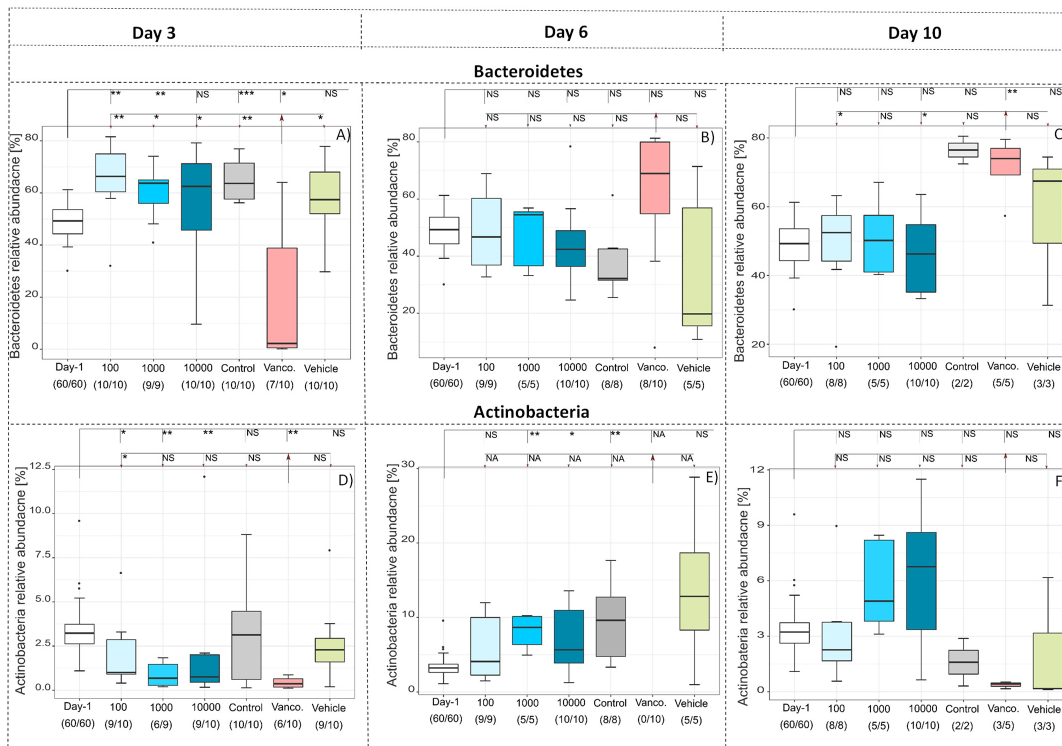 Day 3 Day 6 Day 10
Bacteroidetes
** ** NS *** * NS
** * * ** *
A)
Bacteroidetes relative abundacne [%]
80
60
40
20
0
Day-1 100 1000 10000 Control Vanco. Vehicle
(60/60) (10/10) (9/9) (10/10) (10/10) (7/10) (10/10)
NS NS NS NS NS NS
NS NS NS NS NS
B)
Bacteroidetes relative abundacne [%]
80
60
40
20
Day-1 100 1000 10000 Control Vanco. Vehicle
(60/60) (9/9) (5/5) (10/10) (8/8) (8/10) (5/5)
NS NS NS NS ** NS
* NS * NS NS
C
Bacteroidetes relative abundacne [%]
80
60
40
20
Day-1 100 1000 10000 Control Vanco. Vehicle
(60/60) (8/8) (5/5) (10/10) (2/2) (5/5) (3/3)
Actinobacteria
* ** ** NS ** NS
* NS NS NS NS
D)
Actinobacteria relative abundacne [%]
12.5
10.0
7.5
5.0
2.5
0.0
Day-1 100 1000 10000 Control Vanco. Vehicle
(60/60) (9/10) (6/9) (9/10) (10/10) (6/10) (9/10)
NS ** * ** NA NS
NA NA NA NA NA
E)
Actinobacteria relative abundacne [%]
30
20
10
0
Day-1 100 1000 10000 Control Vanco. Vehicle
(60/60) (9/9) (5/5) (10/10) (8/8) (0/10) (5/5)
NS NS NS NS NS NS
NS NS NS NS NS
F
Actinobateria relative abundacne [%]
12
9
6
3
0
Day-1 100 1000 10000 Control Vanco. Vehicle
(60/60) (8/8) (5/5) (10/10) (2/2) (3/5) (3/3)